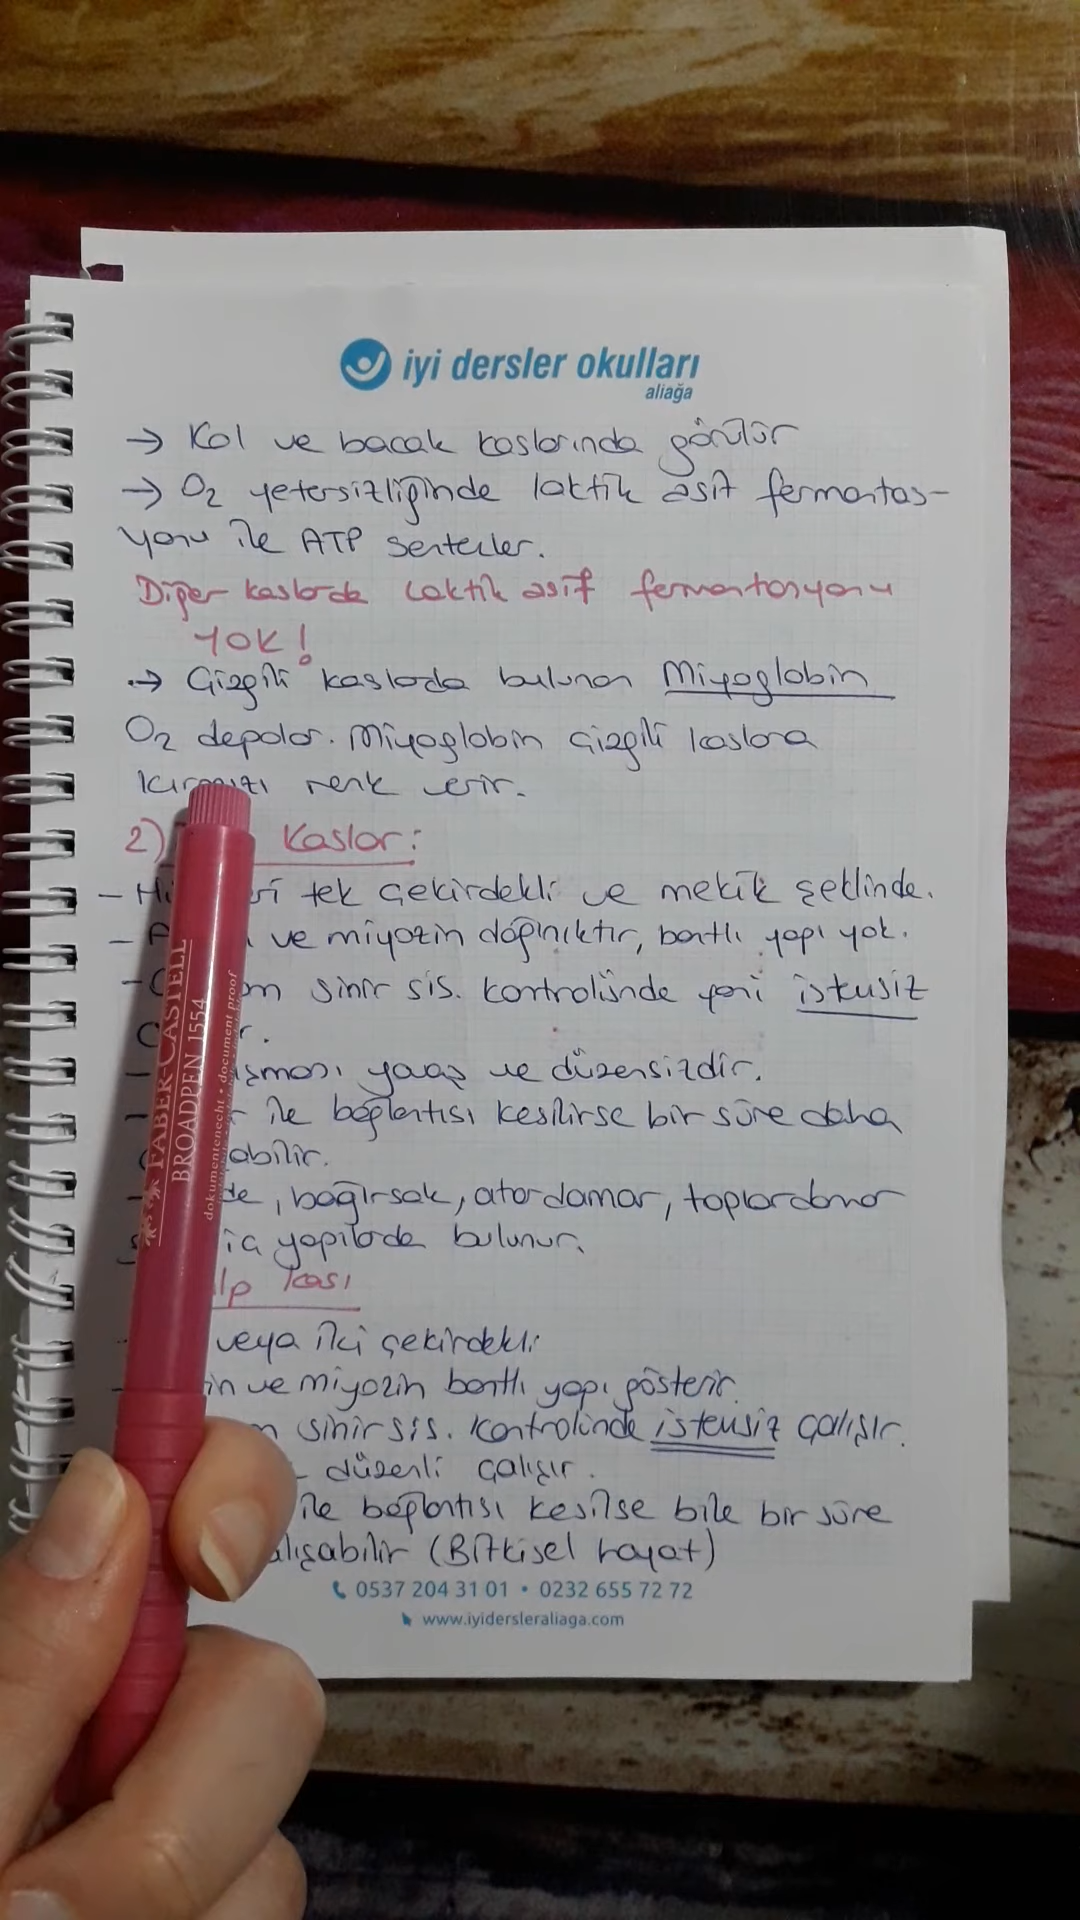 iyi dersler okulları
aliağa
→ Kol ve bacak kaslarında görülür
→ O2 yetersizliğinde laktik asit fermantas-
yonu ile ATP sentezler.
Diğer kaslarda laktik asit fermantasyonu
YOK!
→ Çizgili kaslarda bulunan Miyoglobin
O2 depolar. Miyoglobin çizgili kaslara
kırmızı renk verir.
2) Kaslar:
- tek çekirdekli ve mekik şeklinde.
- ve miyozin dağınıktır, bantlı yapı yok.
- sinir sis. kontrolünde yani isteksiz
- yavaş ve düzensizdir.
- ile bağlantısı kesilirse bir süre daha
, bağırsak, atardamar, toplardamar
iç yapılarda bulunur.
kası
veya iki çekirdekli
ve miyozin bantlı yapı gösterir.
sinir sis. kontrolünde istemsiz çalışır.
düzenli çalışır.
ile bağlantısı kesilse bile bir süre
(Bitkisel hayat)
0537 204 31 01 • 0232 655 72 72
www.iyidersleraliaga.com
FABER-CASTELL
BROADPEN 1554
dokumentenecht • document proof